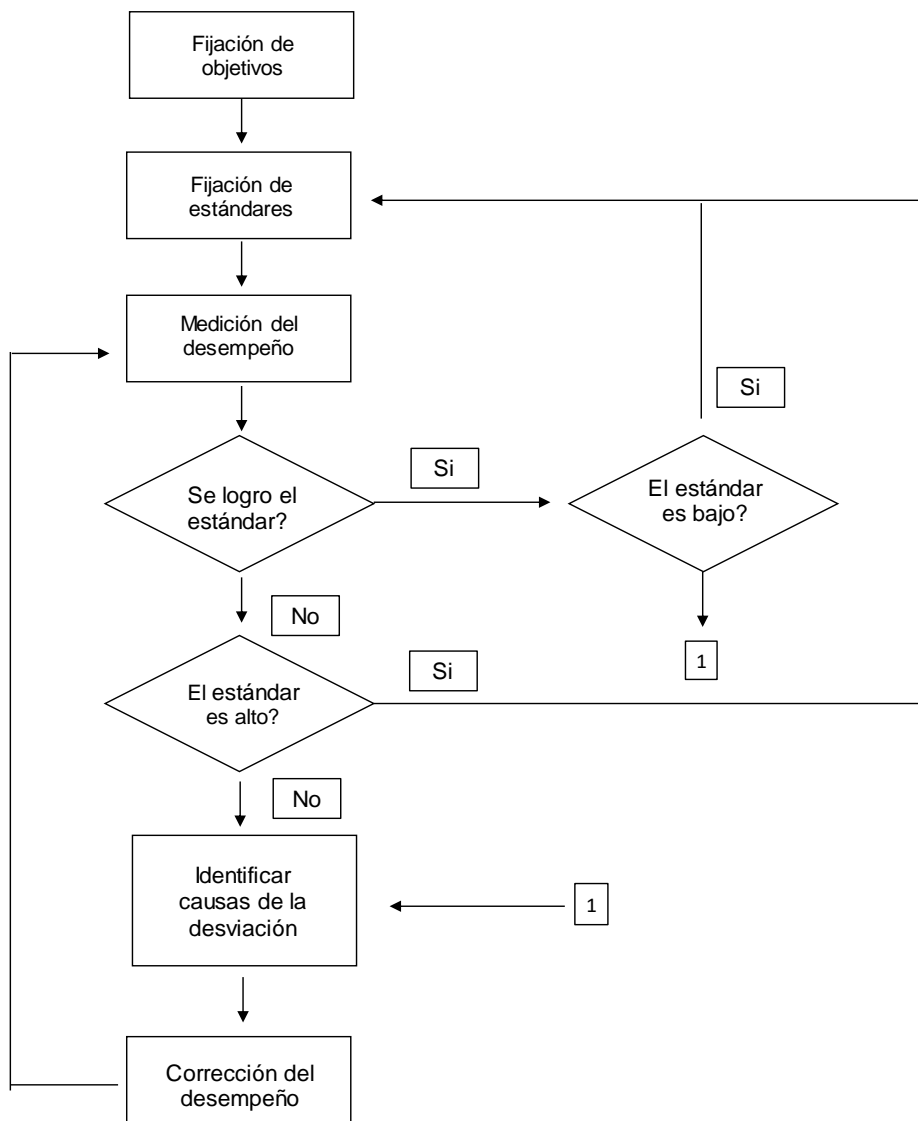 Fijación de
objetivos
Fijación de
estándares
Medición del
desempeño
Si
Se logro el
estándar?
Si
El estándar
es bajo?
No
1
El estándar
es alto?
Si
No
Identificar
causas de la
desviación
1
Corrección del
desempeño